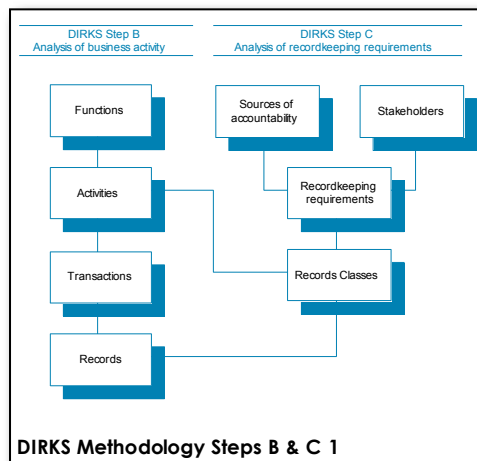 DIRKS Step B
Analysis of business activity
DIRKS Step C
Analysis of recordkeeping requirements
Functions
Sources of
accountability
Stakeholders
Activities
Recordkeeping
requirements
Transactions
Records Classes
Records
DIRKS Methodology Steps B & C 1